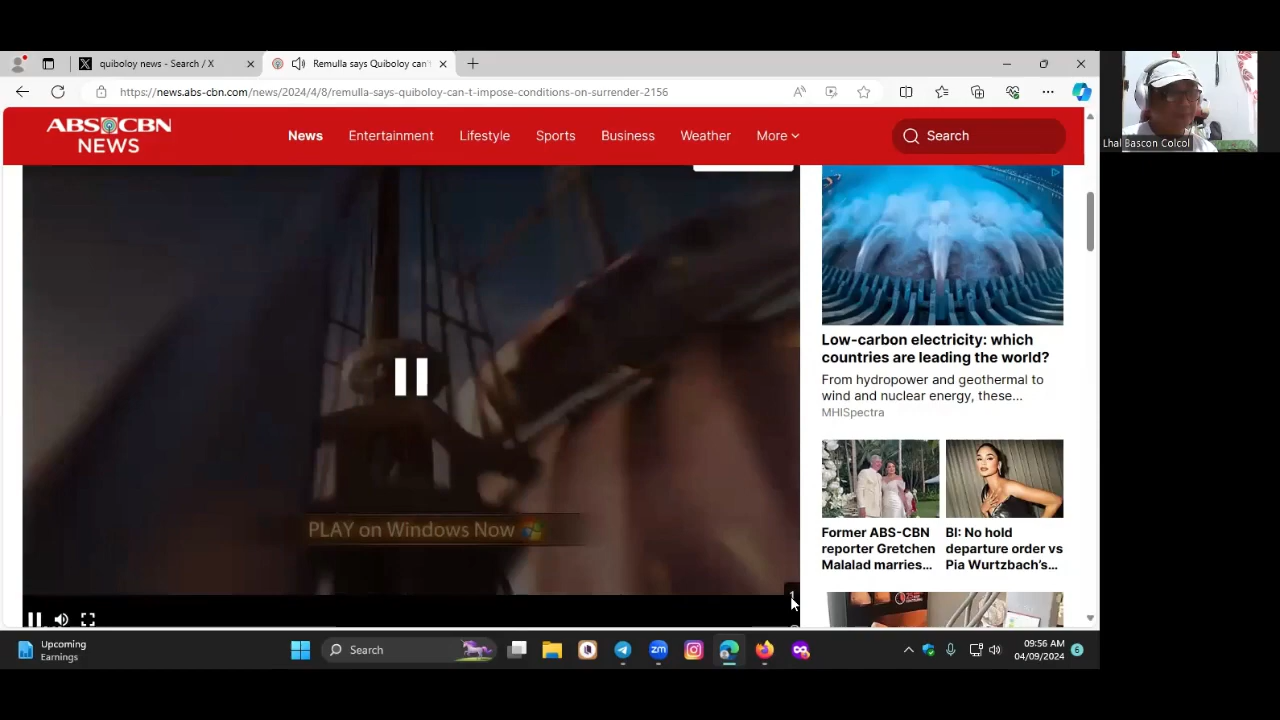 quiboloy news - Search / X
Remulla says Quiboloy can't
https://news.abs-cbn.com/news/2024/4/8/remulla-says-quiboloy-can-t-impose-conditions-on-surrender-2156
ABS-CBN
NEWS
News
Entertainment
Lifestyle
Sports
Business
Weather
More
Search
Lhal Bascon Colcol
PLAY on Windows Now
1
Low-carbon electricity: which
countries are leading the world?
From hydropower and geothermal to
wind and nuclear energy, these...
MHISpectra
Former ABS-CBN
reporter Gretchen
Malalad marries...
BI: No hold
departure order vs
Pia Wurtzbach's...
Upcoming
Earnings
Search
zm
09:56 AM
04/09/2024
6